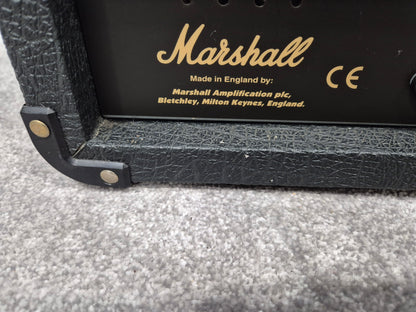 Marshall
Made in England by:
Marshall Amplification plc,
Bletchley, Milton Keynes, England.
CE